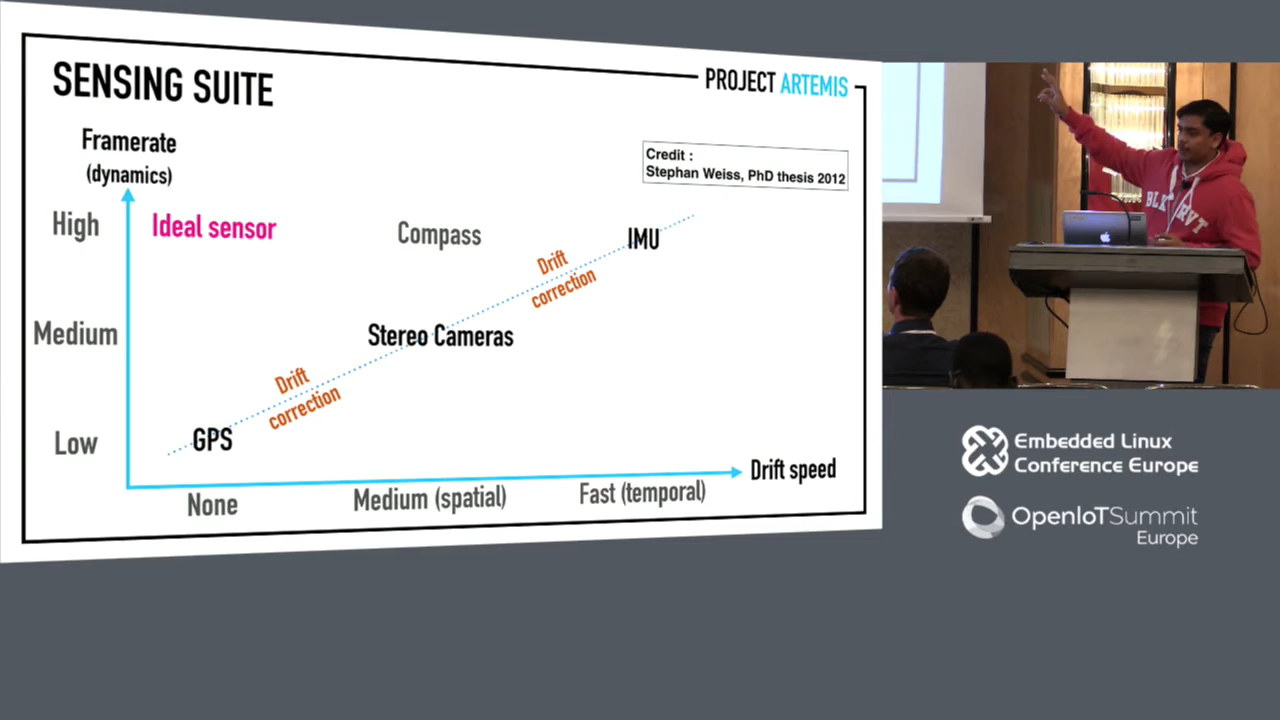 SENSING SUITE
PROJECT ARTEMIS
Framerate
(dynamics)
Credit :
Stephan Weiss, PhD thesis 2012
High
Ideal sensor
Compass
IMU
Drift
correction
Medium
Stereo Cameras
Drift
correction
Low
GPS
Drift speed
None
Medium (spatial)
Fast (temporal)
Embedded Linux
Conference Europe
OpenIoTSummit
Europe